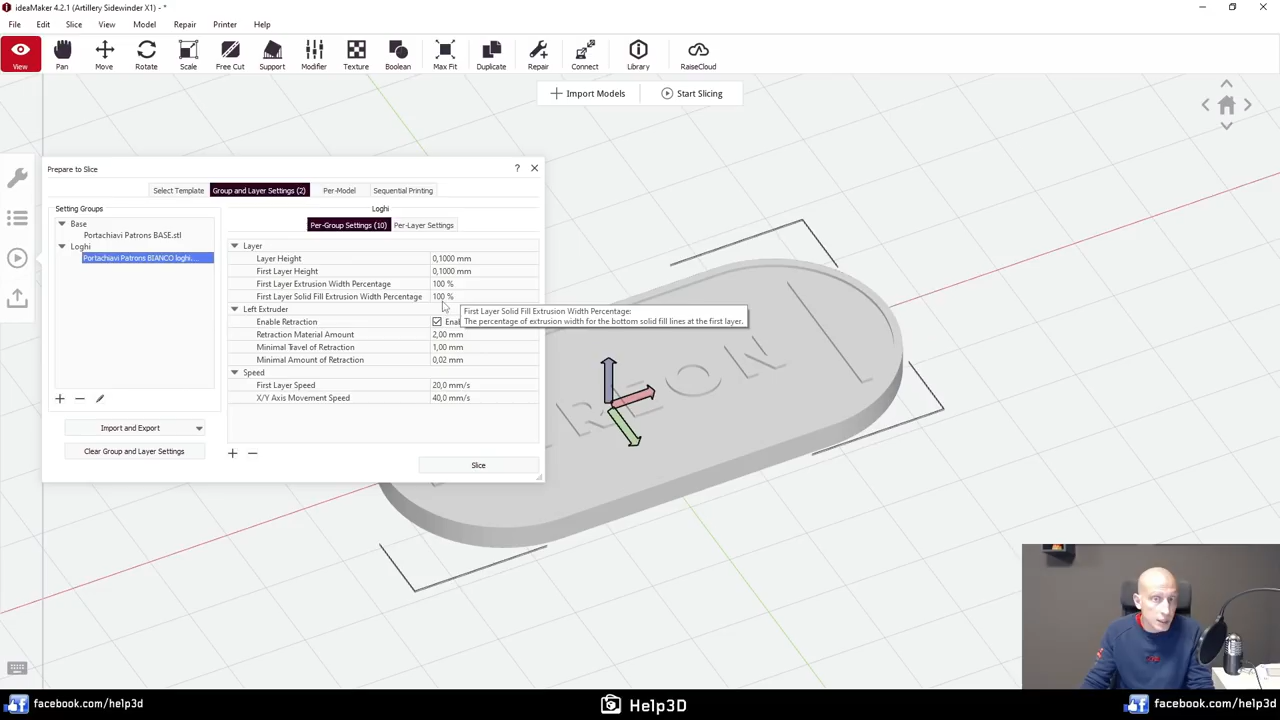 ideaMaker 4.2.1 (Artillery Sidewinder X1) - *
File Edit Slice View Model Repair Printer Help
View Pan Move Rotate Scale Free Cut Support Modifier Texture Boolean Max Fit Duplicate Repair Connect Library RaiseCloud
Import Models Start Slicing
Prepare to Slice
Select Template Group and Layer Settings (2) Per-Model Sequential Printing
Setting Groups
Base
Portachiavi Patrons BASE.stl
Loghi
Portachiavi Patrons BIANCO loghi...
Import and Export
Clear Group and Layer Settings
Loghi
Per-Group Settings (10) Per-Layer Settings
Layer
Layer Height 0,1000 mm
First Layer Height 0,1000 mm
First Layer Extrusion Width Percentage 100 %
First Layer Solid Fill Extrusion Width Percentage 100 %
Left Extruder
Enable Retraction Enal
Retraction Material Amount 2,00 mm
Minimal Travel of Retraction 1,00 mm
Minimal Amount of Retraction 0,02 mm
Speed
First Layer Speed 20,0 mm/s
X/Y Axis Movement Speed 40,0 mm/s
Slice
First Layer Solid Fill Extrusion Width Percentage:
The percentage of extrusion width for the bottom solid fill lines at the first layer.
REON
facebook.com/help3d
Help3D
facebook.com/help3d